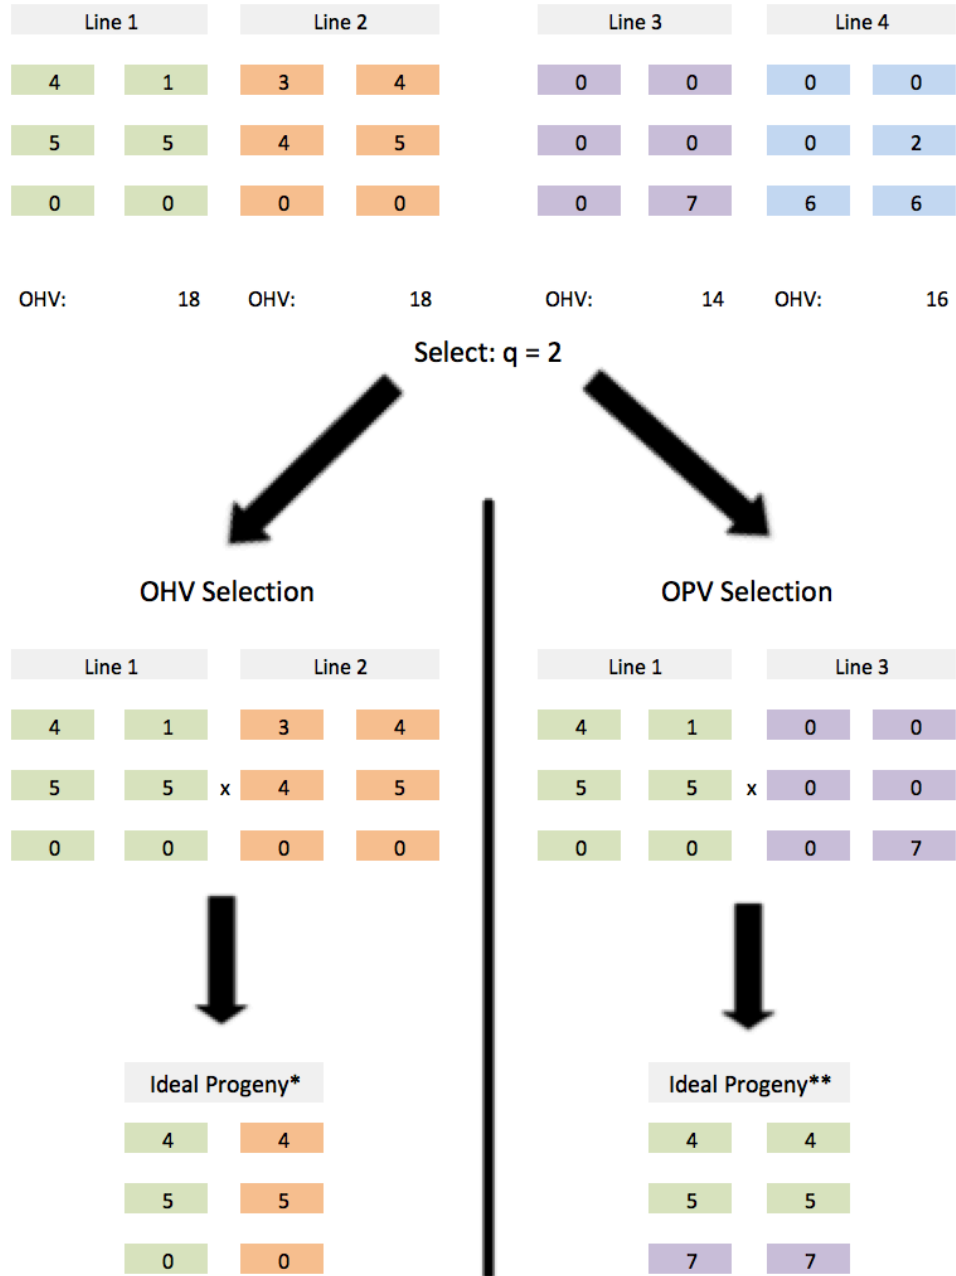 Line 1 Line 2 Line 3 Line 4
4 1 3 4 0 0 0 0
5 5 4 5 0 0 0 2
0 0 0 0 0 7 6 6
OHV: 18 OHV: 18 OHV: 14 OHV: 16
Select: q = 2
OHV Selection OPV Selection
Line 1 Line 2 Line 1 Line 3
4 1 3 4 4 1 0 0
5 5 x 4 5 5 5 x 0 0
0 0 0 0 0 0 0 7
Ideal Progeny* Ideal Progeny**
4 4 4 4
5 5 5 5
0 0 7 7